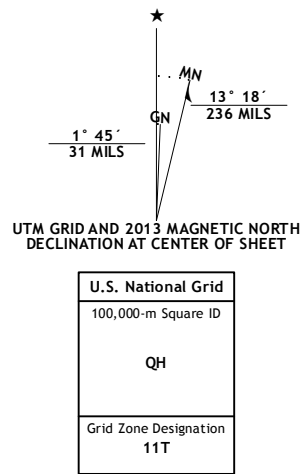 ★
MN
GN
13° 18´
236 MILS
1° 45´
31 MILS
UTM GRID AND 2013 MAGNETIC NORTH
DECLINATION AT CENTER OF SHEET
U.S. National Grid
100,000-m Square ID
QH
Grid Zone Designation
11T